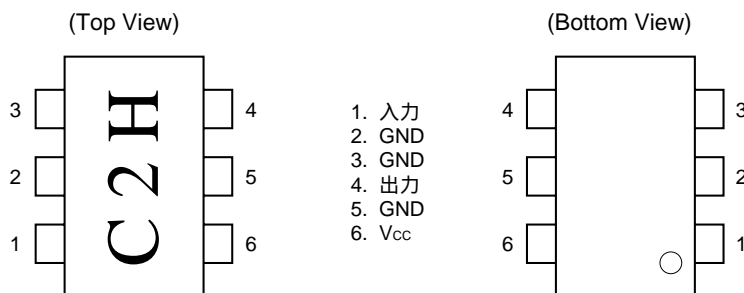 (Top View)
3
2
1
C2H
4
5
6
1. 入力
2. GND
3. GND
4. 出力
5. GND
6. Vcc
(Bottom View)
4
5
6
3
2
1